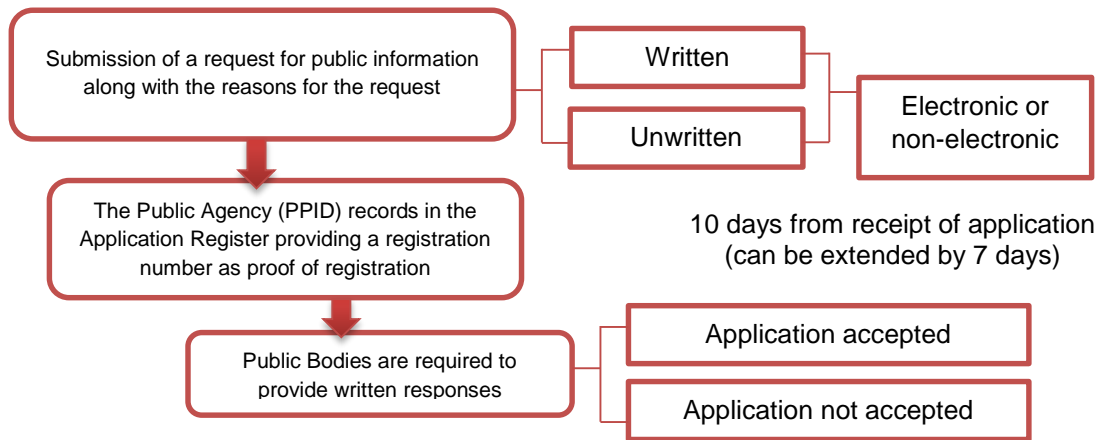 Submission of a request for public information
along with the reasons for the request
Written
Unwritten
Electronic or
non-electronic
The Public Agency (PPID) records in the
Application Register providing a registration
number as proof of registration
10 days from receipt of application
(can be extended by 7 days)
Public Bodies are required to
provide written responses
Application accepted
Application not accepted